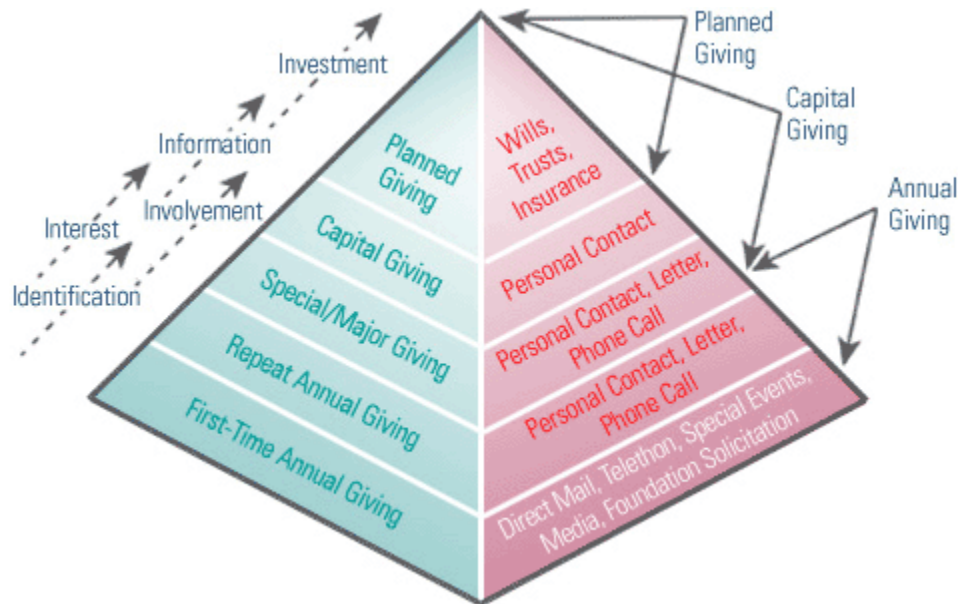 Investment
Information
Interest
Involvement
Identification
Planned
Giving
Capital Giving
Special/Major Giving
Repeat Annual Giving
First-Time Annual Giving
Wills,
Trusts,
Insurance
Personal Contact
Personal Contact, Letter,
Phone Call
Personal Contact, Letter,
Phone Call
Direct Mail, Telethon, Special Events,
Media, Foundation Solicitation
Planned
Giving
Capital
Giving
Annual
Giving